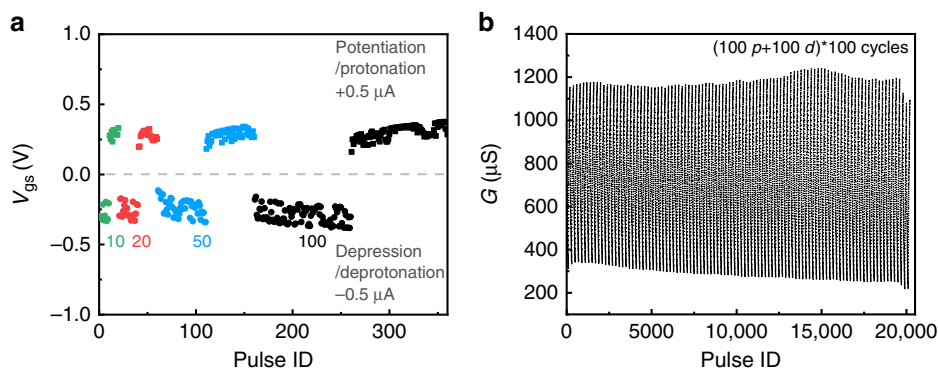 a
1.0
0.5
0.0
−0.5
−1.0
Vgs (V)
Potentiation
/protonation
+0.5 µA
10
20
50
100
Depression
/deprotonation
−0.5 µA
0
100
200
300
Pulse ID
b
(100 p+100 d)*100 cycles
1400
1200
1000
800
600
400
200
G (µS)
0
5000
10,000
15,000
20,000
Pulse ID